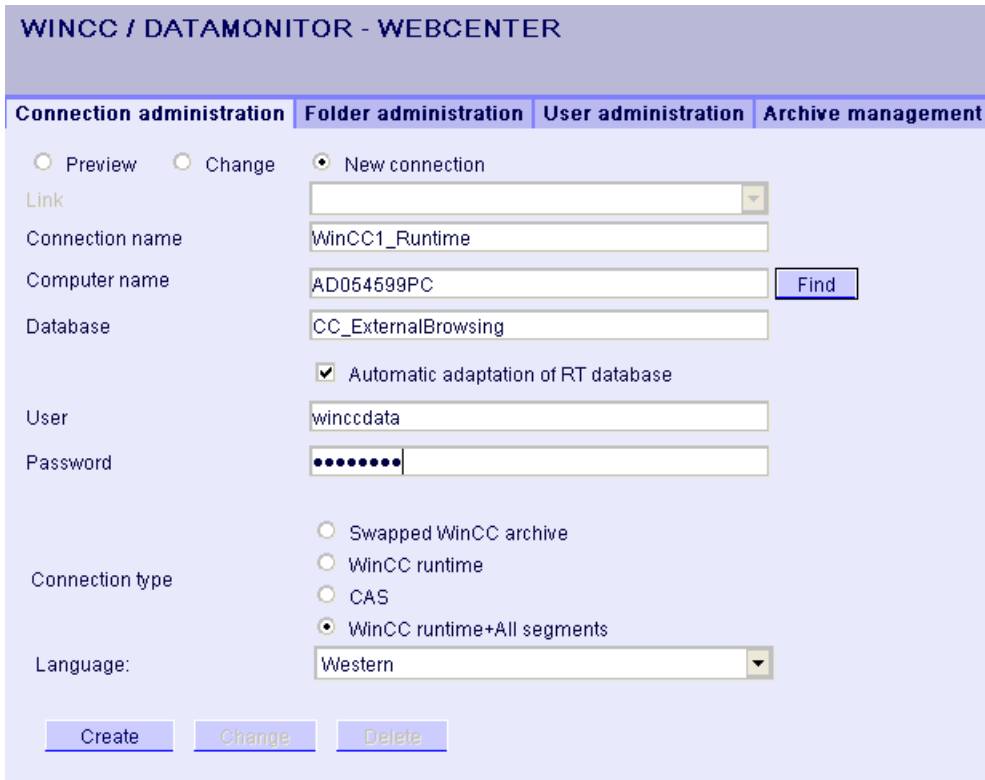 WINCC / DATAMONITOR - WEBCENTER
Connection administration Folder administration User administration Archive management
Preview Change New connection
Link
Connection name WinCC1_Runtime
Computer name AD054599PC Find
Database CC_ExternalBrowsing
Automatic adaptation of RT database
User winccdata
Password ••••••••
Swapped WinCC archive
WinCC runtime
Connection type
CAS
WinCC runtime+All segments
Language: Western
Create Change Delete